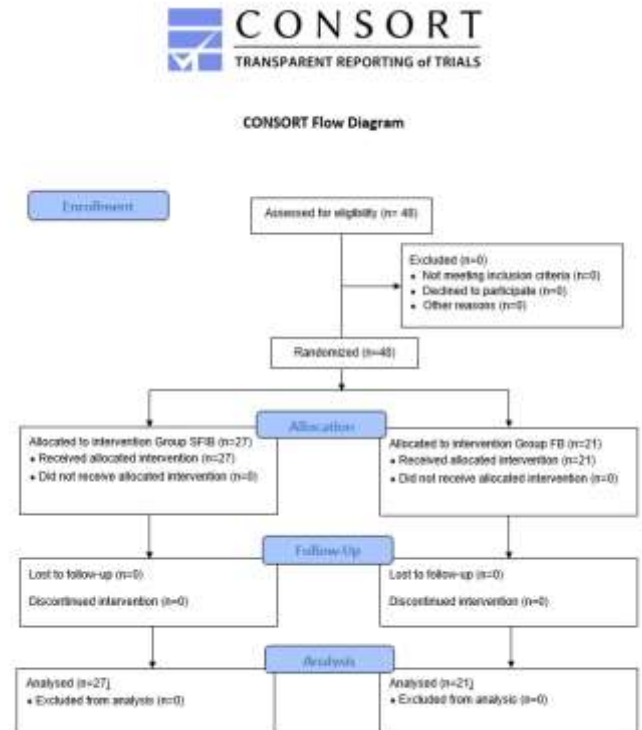 CONSORT
TRANSPARENT REPORTING of TRIALS
CONSORT Flow Diagram
Enrollment
Assessed for eligibility (n= 48)
Excluded (n=0)
• Not meeting inclusion criteria (n=0)
• Declined to participate (n=0)
• Other reasons (n=0)
Randomized (n=48)
Allocation
Allocated to intervention Group SFIB (n=27)
• Received allocated intervention (n=27)
• Did not receive allocated intervention (n=0)
Allocated to intervention Group FB (n=21)
• Received allocated intervention (n=21)
• Did not receive allocated intervention (n=0)
Follow-Up
Lost to follow-up (n=0)
Discontinued intervention (n=0)
Lost to follow-up (n=0)
Discontinued intervention (n=0)
Analysis
Analysed (n=27)
• Excluded from analysis (n=0)
Analysed (n=21)
• Excluded from analysis (n=0)